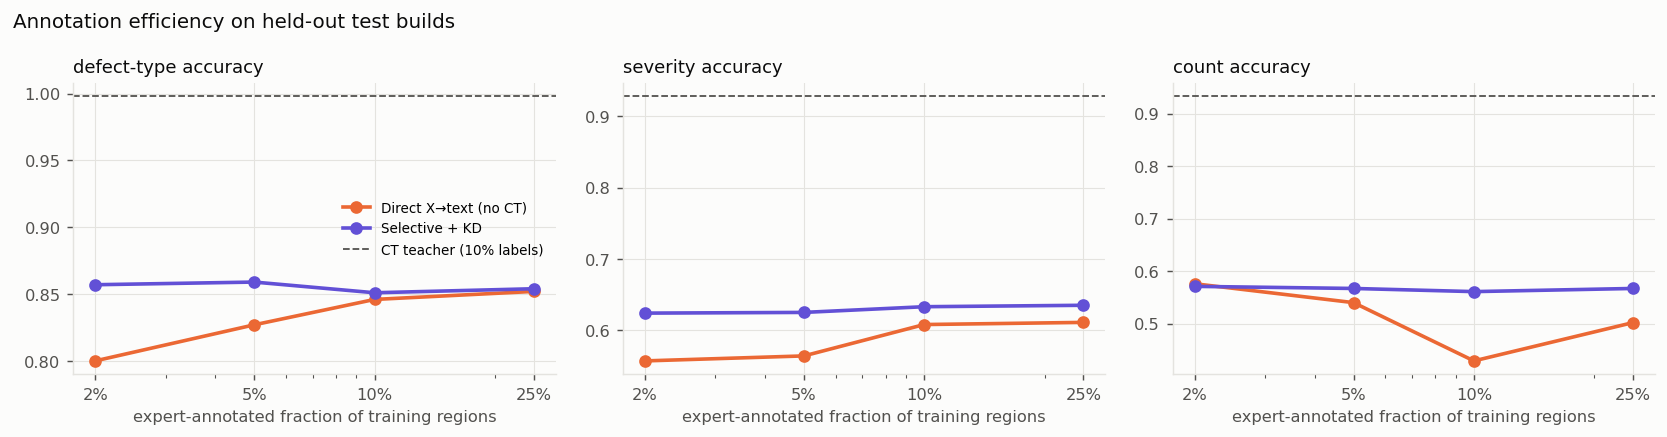 Annotation efficiency on held-out test builds
defect-type accuracy
1.00
0.95
0.90
0.85
0.80
Direct X→text (no CT)
Selective + KD
CT teacher (10% labels)
2%
5%
10%
25%
expert-annotated fraction of training regions
severity accuracy
0.9
0.8
0.7
0.6
2%
5%
10%
25%
expert-annotated fraction of training regions
count accuracy
0.9
0.8
0.7
0.6
0.5
2%
5%
10%
25%
expert-annotated fraction of training regions